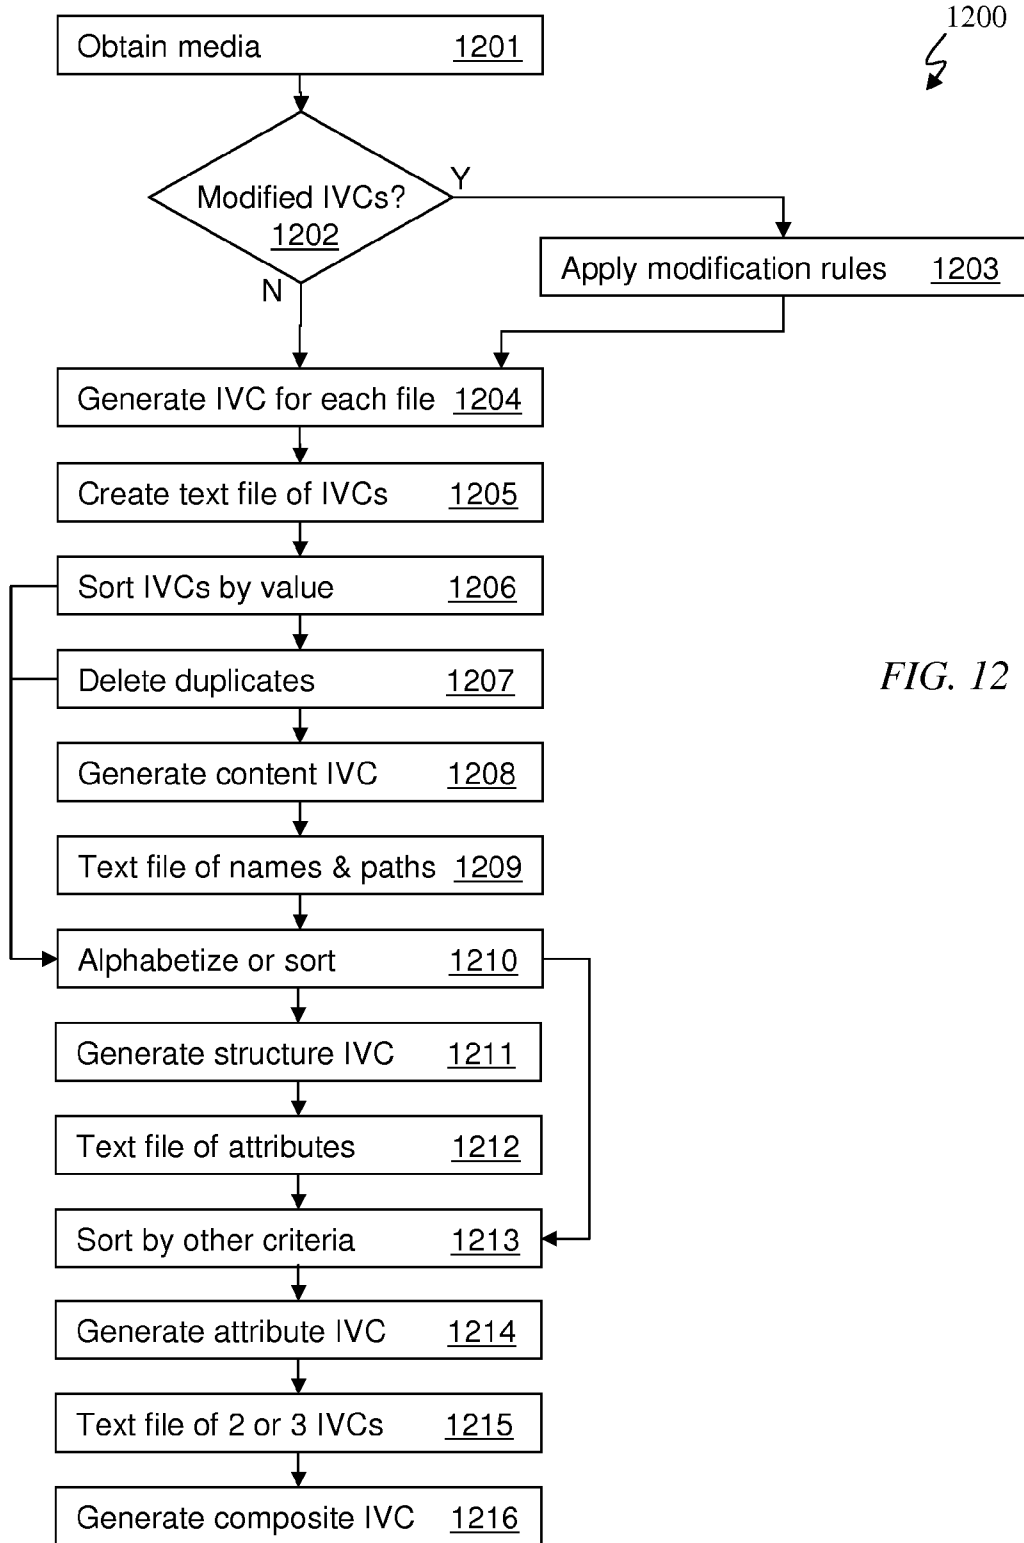 1200
Obtain media 1201
Modified IVCs?
1202
Y
N
Apply modification rules 1203
Generate IVC for each file 1204
Create text file of IVCs 1205
Sort IVCs by value 1206
Delete duplicates 1207
FIG. 12
Generate content IVC 1208
Text file of names & paths 1209
Alphabetize or sort 1210
Generate structure IVC 1211
Text file of attributes 1212
Sort by other criteria 1213
Generate attribute IVC 1214
Text file of 2 or 3 IVCs 1215
Generate composite IVC 1216